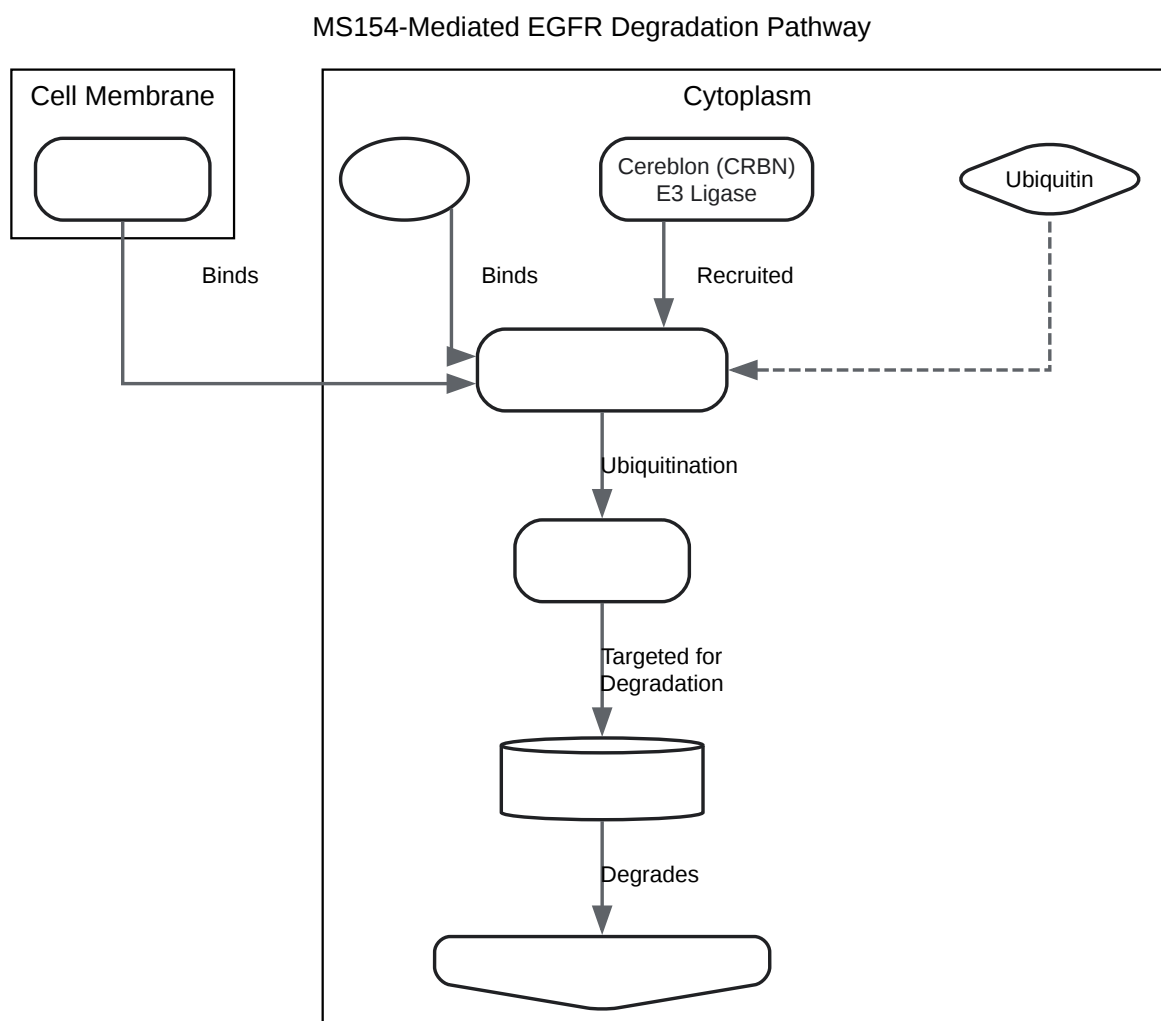 MS154-Mediated EGFR Degradation Pathway
Cell Membrane
Cytoplasm
Cereblon (CRBN)
E3 Ligase
Ubiquitin
Binds
Binds
Recruited
Ubiquitination
Targeted for
Degradation
Degrades